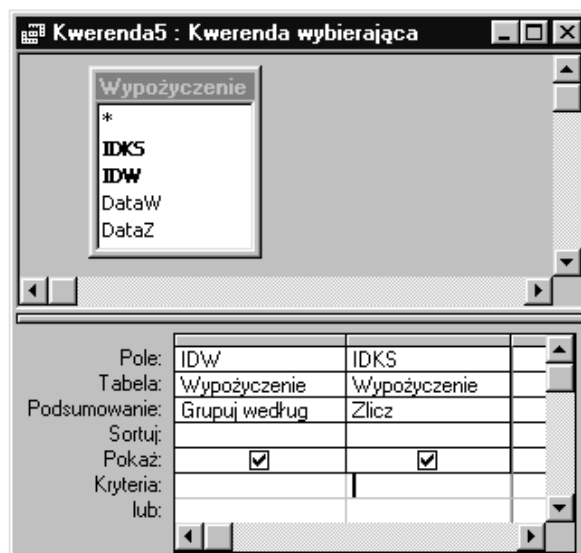 Kwerenda5 : Kwerenda wybierająca
Wypożyczenie
*
IDKS
IDW
DataW
DataZ
Pole: IDW IDKS
Tabela: Wypożyczenie Wypożyczenie
Podsumowanie: Grupuj według Zlicz
Sortuj:
Pokaż:
Kryteria:
lub: